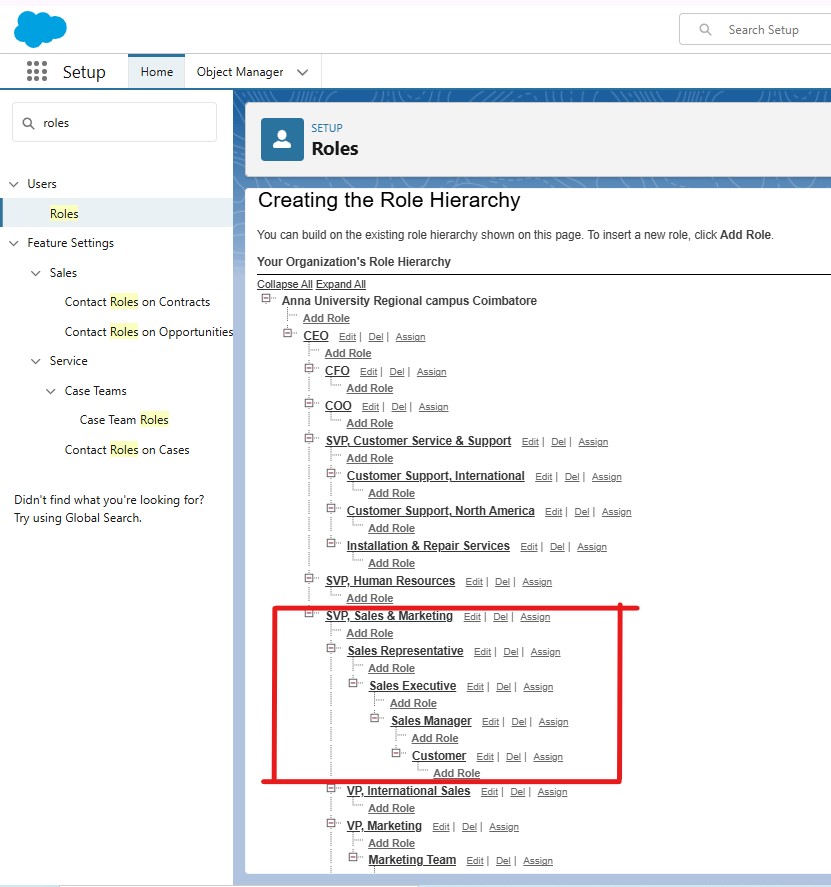 Search Setup
Setup Home Object Manager
roles
Users
Roles
Feature Settings
Sales
Contact Roles on Contracts
Contact Roles on Opportunities
Service
Case Teams
Case Team Roles
Contact Roles on Cases
Didn't find what you're looking for?
Try using Global Search.
SETUP
Roles
Creating the Role Hierarchy
You can build on the existing role hierarchy shown on this page. To insert a new role, click Add Role.
Your Organization's Role Hierarchy
Collapse All Expand All
Anna University Regional campus Coimbatore
Add Role
CEO Edit | Del | Assign
Add Role
CFO Edit | Del | Assign
Add Role
COO Edit | Del | Assign
Add Role
SVP, Customer Service & Support Edit | Del | Assign
Add Role
Customer Support, International Edit | Del | Assign
Add Role
Customer Support, North America Edit | Del | Assign
Add Role
Installation & Repair Services Edit | Del | Assign
Add Role
SVP, Human Resources Edit | Del | Assign
Add Role
SVP, Sales & Marketing Edit | Del | Assign
Add Role
Sales Representative Edit | Del | Assign
Add Role
Sales Executive Edit | Del | Assign
Add Role
Sales Manager Edit | Del | Assign
Add Role
Customer Edit | Del | Assign
Add Role
VP, International Sales Edit | Del | Assign
Add Role
VP, Marketing Edit | Del | Assign
Add Role
Marketing Team Edit | Del | Assign